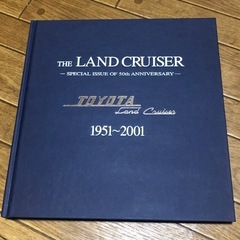 THE LAND CRUISER
— SPECIAL ISSUE OF 50th ANNIVERSARY —
TOYOTA
Land Cruiser
1951~2001